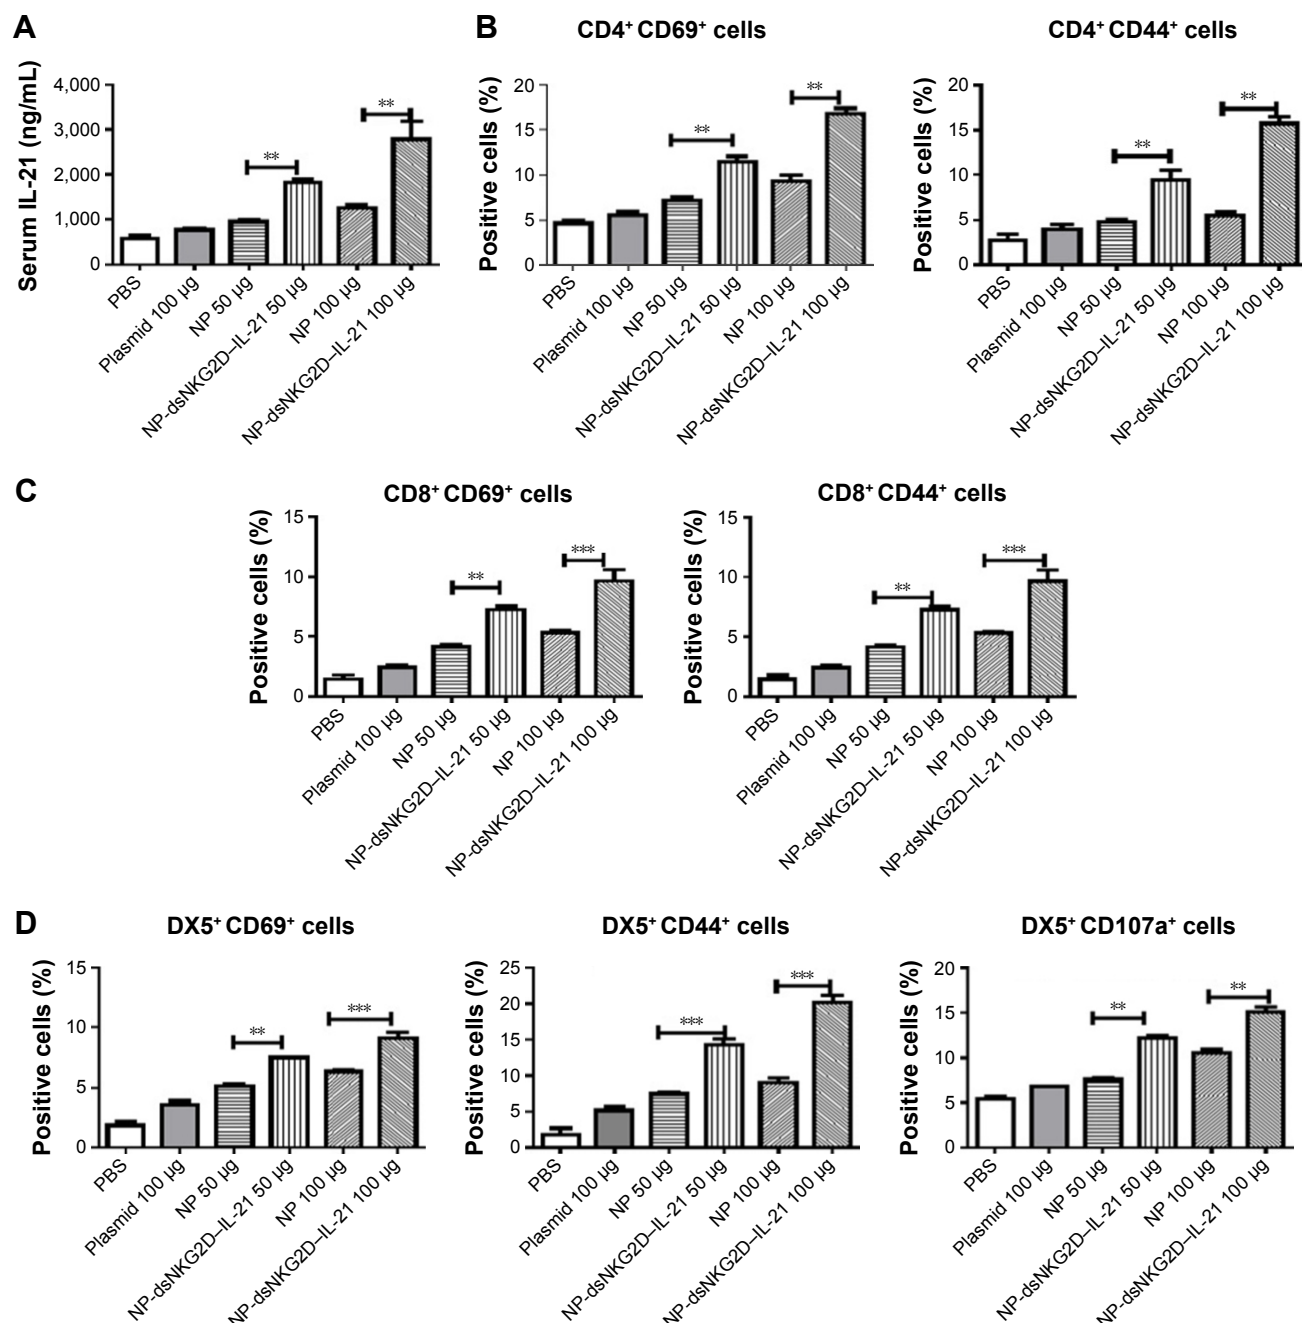 A
Serum IL-21 (ng/mL)
4,000
3,000
2,000
1,000
0
**
**
PBS
Plasmid 100 µg
NP 50 µg
NP-dsNKG2D–IL-21 50 µg
NP 100 µg
NP-dsNKG2D–IL-21 100 µg
B
CD4⁺ CD69⁺ cells
Positive cells (%)
20
15
10
5
0
**
**
PBS
Plasmid 100 µg
NP 50 µg
NP-dsNKG2D–IL-21 50 µg
NP 100 µg
NP-dsNKG2D–IL-21 100 µg
CD4⁺ CD44⁺ cells
Positive cells (%)
20
15
10
5
0
**
**
PBS
Plasmid 100 µg
NP 50 µg
NP-dsNKG2D–IL-21 50 µg
NP 100 µg
NP-dsNKG2D–IL-21 100 µg
C
CD8⁺ CD69⁺ cells
Positive cells (%)
15
10
5
0
**
***
PBS
Plasmid 100 µg
NP 50 µg
NP-dsNKG2D–IL-21 50 µg
NP 100 µg
NP-dsNKG2D–IL-21 100 µg
CD8⁺ CD44⁺ cells
Positive cells (%)
15
10
5
0
**
***
PBS
Plasmid 100 µg
NP 50 µg
NP-dsNKG2D–IL-21 50 µg
NP 100 µg
NP-dsNKG2D–IL-21 100 µg
D
DX5⁺ CD69⁺ cells
Positive cells (%)
15
10
5
0
**
***
PBS
Plasmid 100 µg
NP 50 µg
NP-dsNKG2D–IL-21 50 µg
NP 100 µg
NP-dsNKG2D–IL-21 100 µg
DX5⁺ CD44⁺ cells
Positive cells (%)
25
20
15
10
5
0
***
***
PBS
Plasmid 100 µg
NP 50 µg
NP-dsNKG2D–IL-21 50 µg
NP 100 µg
NP-dsNKG2D–IL-21 100 µg
DX5⁺ CD107a⁺ cells
Positive cells (%)
20
15
10
5
0
**
**
PBS
Plasmid 100 µg
NP 50 µg
NP-dsNKG2D–IL-21 50 µg
NP 100 µg
NP-dsNKG2D–IL-21 100 µg